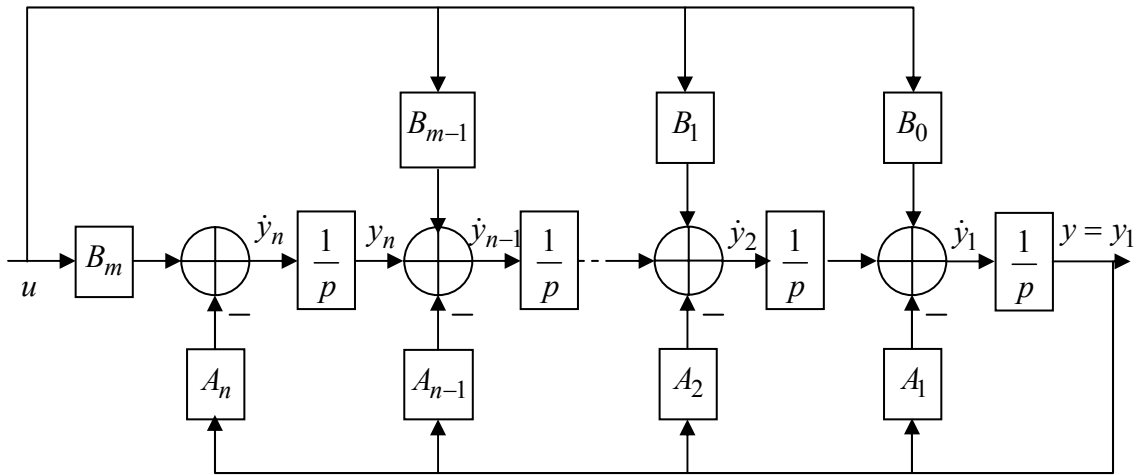 B_{m–1}
B_1
B_0
u
B_m
ẏ_n
1/p
y_n
ẏ_{n-1}
1/p
ẏ_2
1/p
ẏ_1
1/p
y = y_1
–
–
–
–
A_n
A_{n–1}
A_2
A_1